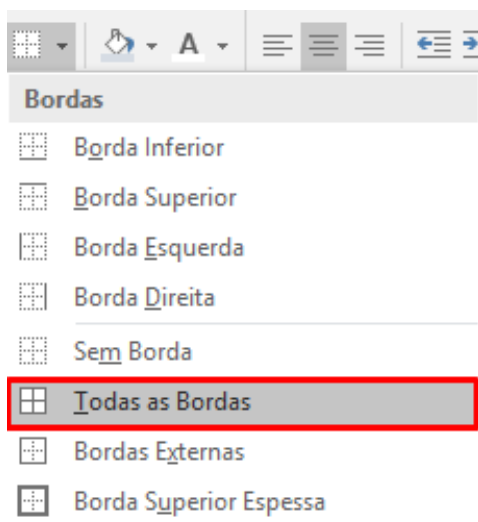 A
Bordas
Borda Inferior
Borda Superior
Borda Esquerda
Borda Direita
Sem Borda
Todas as Bordas
Bordas Externas
Borda Superior Espessa